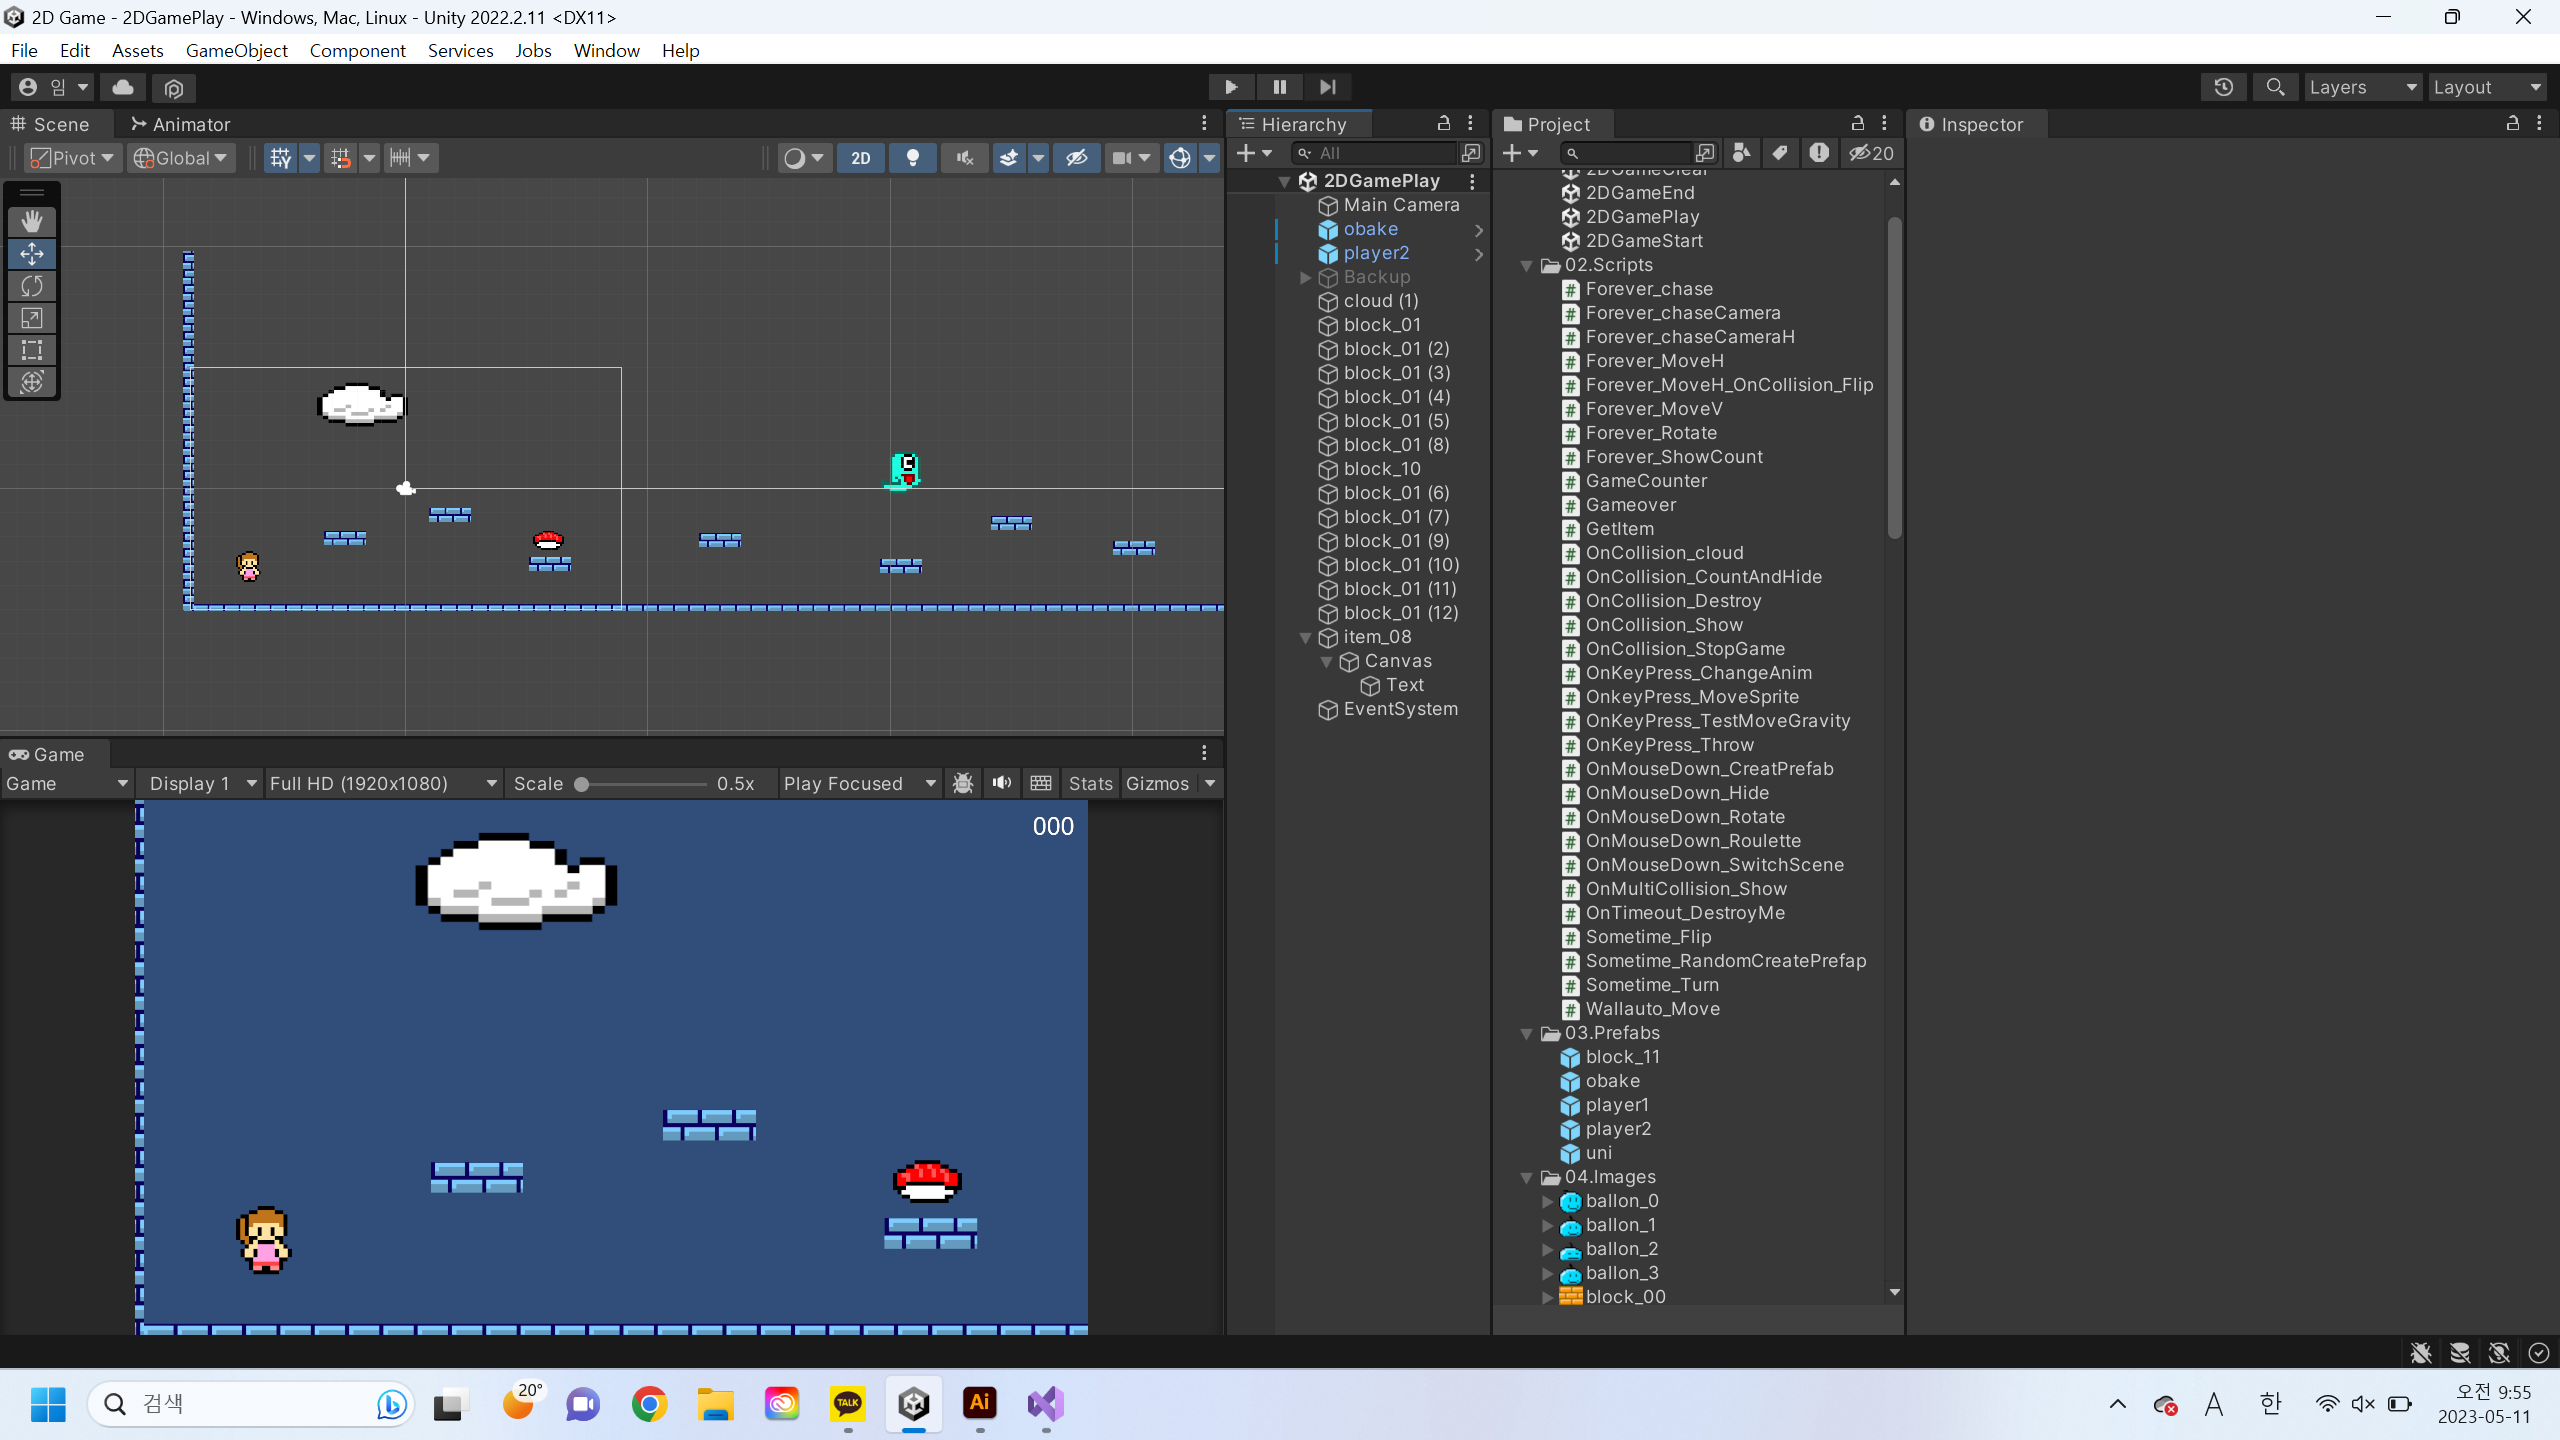 2D Game - 2DGamePlay - Windows, Mac, Linux - Unity 2022.2.11 <DX11>
File Edit Assets GameObject Component Services Jobs Window Help
임
Layers
Layout
Scene
Animator
Pivot
Global
2D
Game
Game
Display 1
Full HD (1920x1080)
Scale
0.5x
Play Focused
Stats
Gizmos
000
Hierarchy
All
2DGamePlay
Main Camera
obake
player2
Backup
cloud (1)
block_01
block_01 (2)
block_01 (3)
block_01 (4)
block_01 (5)
block_01 (8)
block_10
block_01 (6)
block_01 (7)
block_01 (9)
block_01 (10)
block_01 (11)
block_01 (12)
item_08
Canvas
Text
EventSystem
Project
20
2DGameClear
2DGameEnd
2DGamePlay
2DGameStart
02.Scripts
Forever_chase
Forever_chaseCamera
Forever_chaseCameraH
Forever_MoveH
Forever_MoveH_OnCollision_Flip
Forever_MoveV
Forever_Rotate
Forever_ShowCount
GameCounter
Gameover
GetItem
OnCollision_cloud
OnCollision_CountAndHide
OnCollision_Destroy
OnCollision_Show
OnCollision_StopGame
OnKeyPress_ChangeAnim
OnkeyPress_MoveSprite
OnKeyPress_TestMoveGravity
OnKeyPress_Throw
OnMouseDown_CreatPrefab
OnMouseDown_Hide
OnMouseDown_Rotate
OnMouseDown_Roulette
OnMouseDown_SwitchScene
OnMultiCollision_Show
OnTimeout_DestroyMe
Sometime_Flip
Sometime_RandomCreatePrefap
Sometime_Turn
Wallauto_Move
03.Prefabs
block_11
obake
player1
player2
uni
04.Images
ballon_0
ballon_1
ballon_2
ballon_3
block_00
Inspector
검색
20°
TALK
Ai
A
한
오전 9:55
2023-05-11